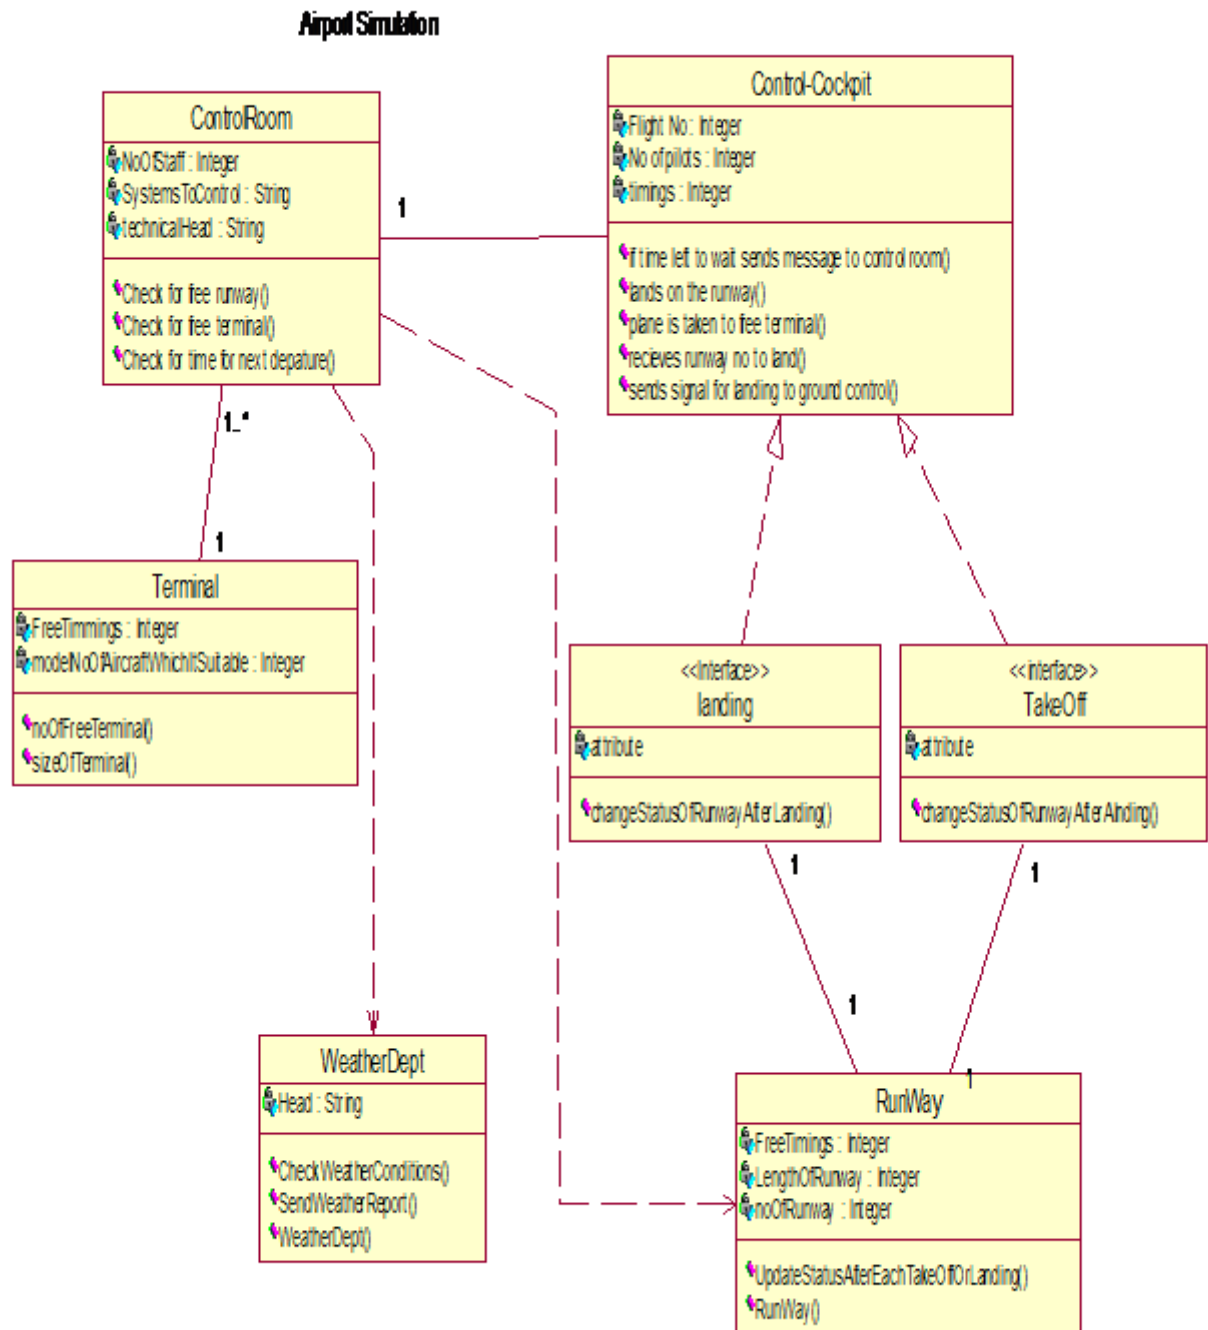 Airport Simulation
ControlRoom
NoOfStaff : Integer
SystemsToControl : String
technicalHead : String
Check for free runway()
Check for free terminal()
Check for time for next depature()
1
Control-Cockpit
Flight No : Integer
No of pilots : Integer
timings : Integer
if time left to wait sends message to control room()
lands on the runway()
plane is taken to free terminal()
recieves runway no to land()
sends signal for landing to ground control()
1..*
1
Terminal
FreeTimmings : Integer
modelNoOfAircraftWhichItSuitable : Integer
noOfFreeTerminal()
sizeOfTerminal()
<<Interface>>
landing
attribute
changeStatusOfRunwayAfterLanding()
<<interface>>
TakeOff
attribute
changeStatusOfRunwayAfterAlnding()
1
1
1
1
WeatherDept
Head : String
CheckWeatherConditions()
SendWeatherReport()
WeatherDept()
RunWay
FreeTimings : Integer
LengthOfRunway : Integer
noOfRunway : Integer
UpdateStatusAfterEachTakeOffOrLanding()
RunWay()